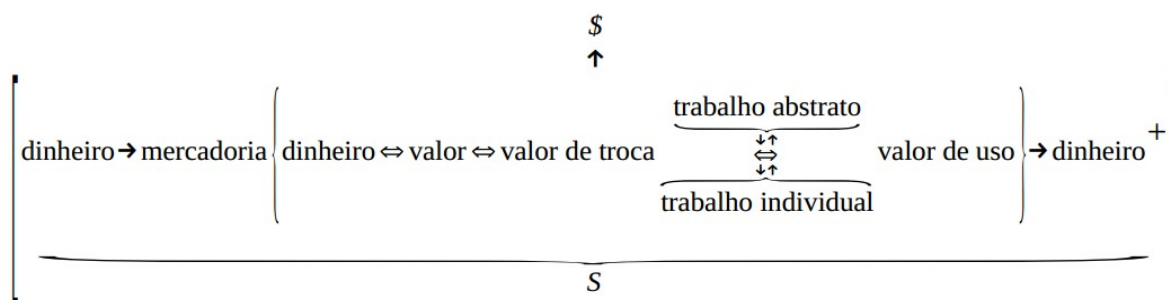 $
↑
trabalho abstrato
↓↑
dinheiro → mercadoria { dinheiro ⇔ valor ⇔ valor de troca ⇔ valor de uso } → dinheiro +
↓↑
trabalho individual
S